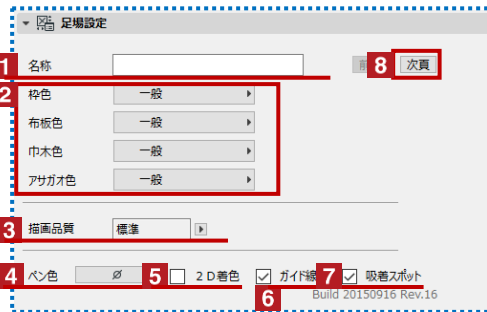 足場設定
1 名称 8 次頁
2 枠色 一般
布板色 一般
巾木色 一般
アサガオ色 一般
3 描画品質 標準
4 ペン色 5 2D着色 ガイド線 7 吸着スポット
6 Build 20150916 Rev.16